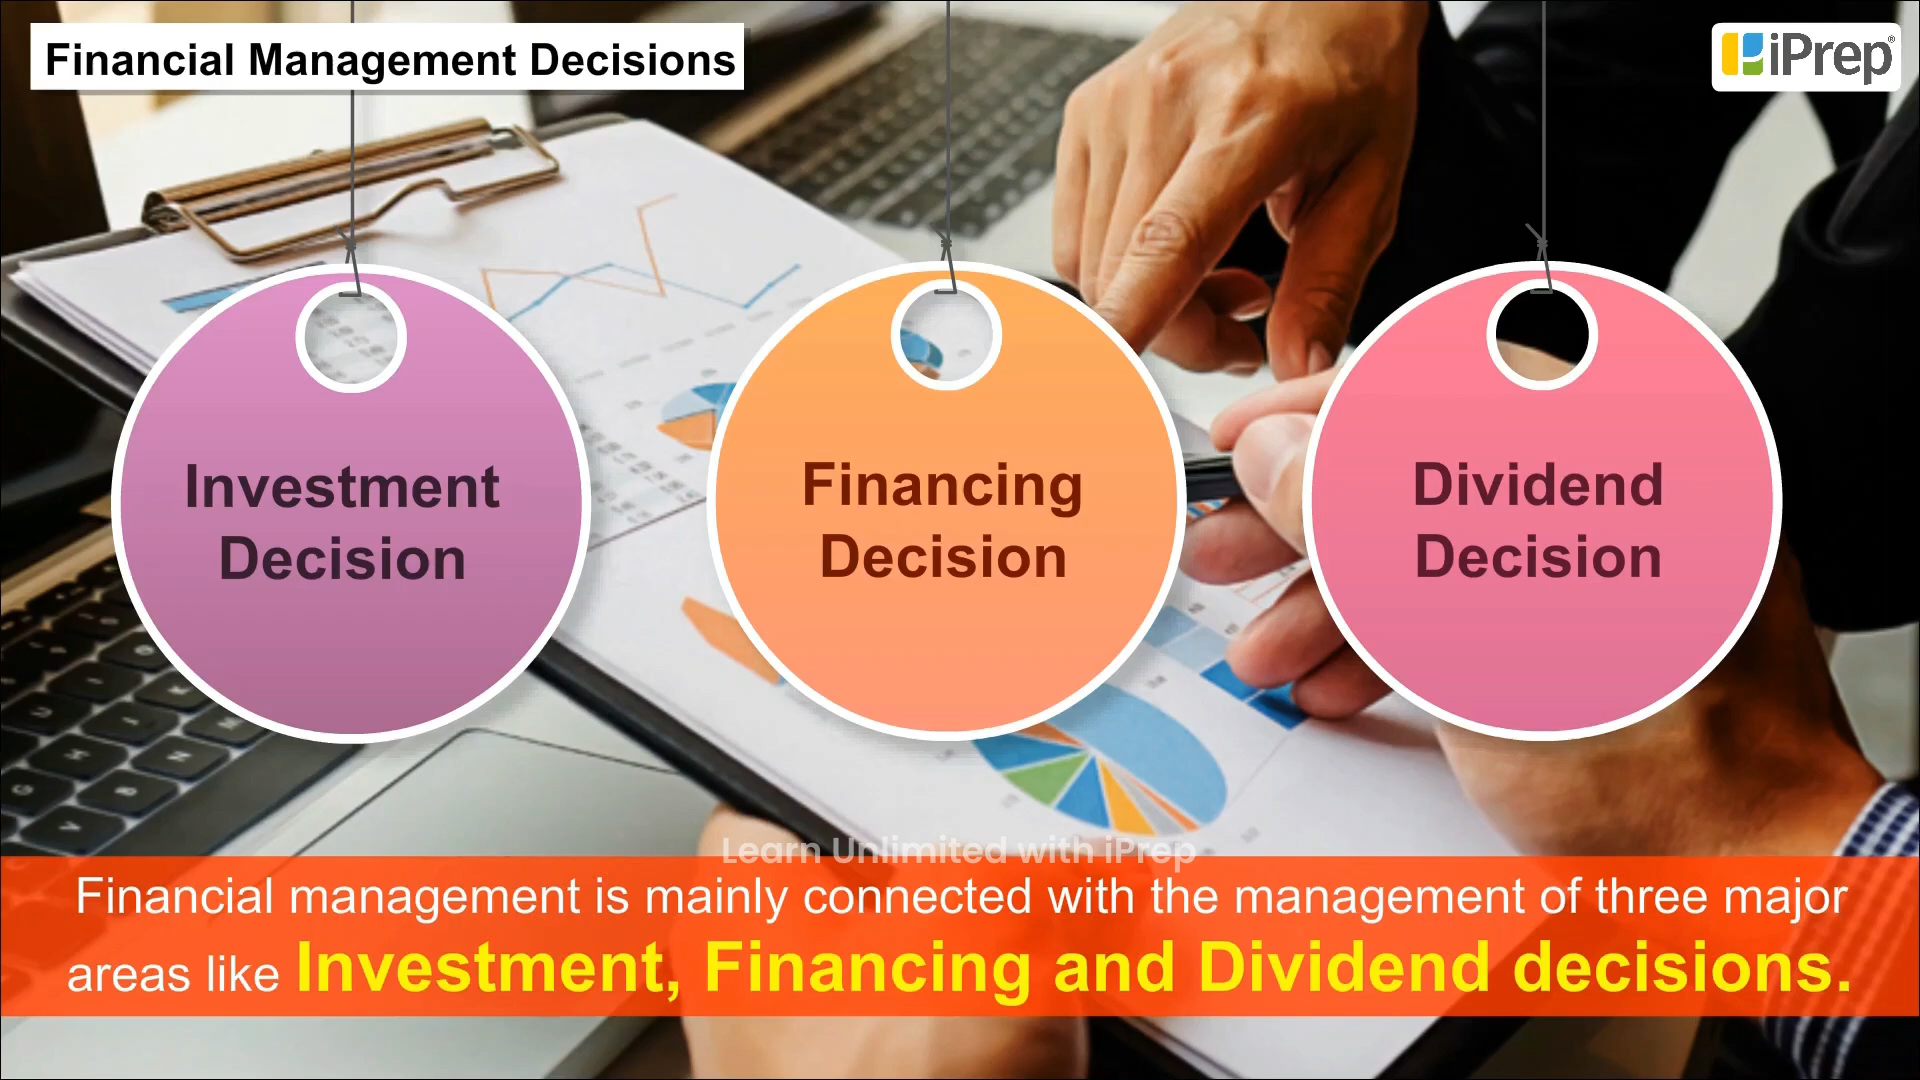 Financial Management Decisions
iPrep®
Investment
Decision
Financing
Decision
Dividend
Decision
Learn Unlimited with iPrep
Financial management is mainly connected with the management of three major
areas like Investment, Financing and Dividend decisions.